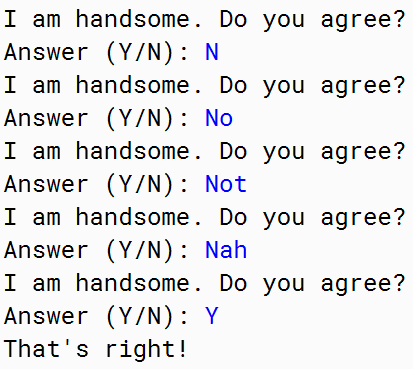 I am handsome. Do you agree?
Answer (Y/N): N
I am handsome. Do you agree?
Answer (Y/N): No
I am handsome. Do you agree?
Answer (Y/N): Not
I am handsome. Do you agree?
Answer (Y/N): Nah
I am handsome. Do you agree?
Answer (Y/N): Y
That's right!